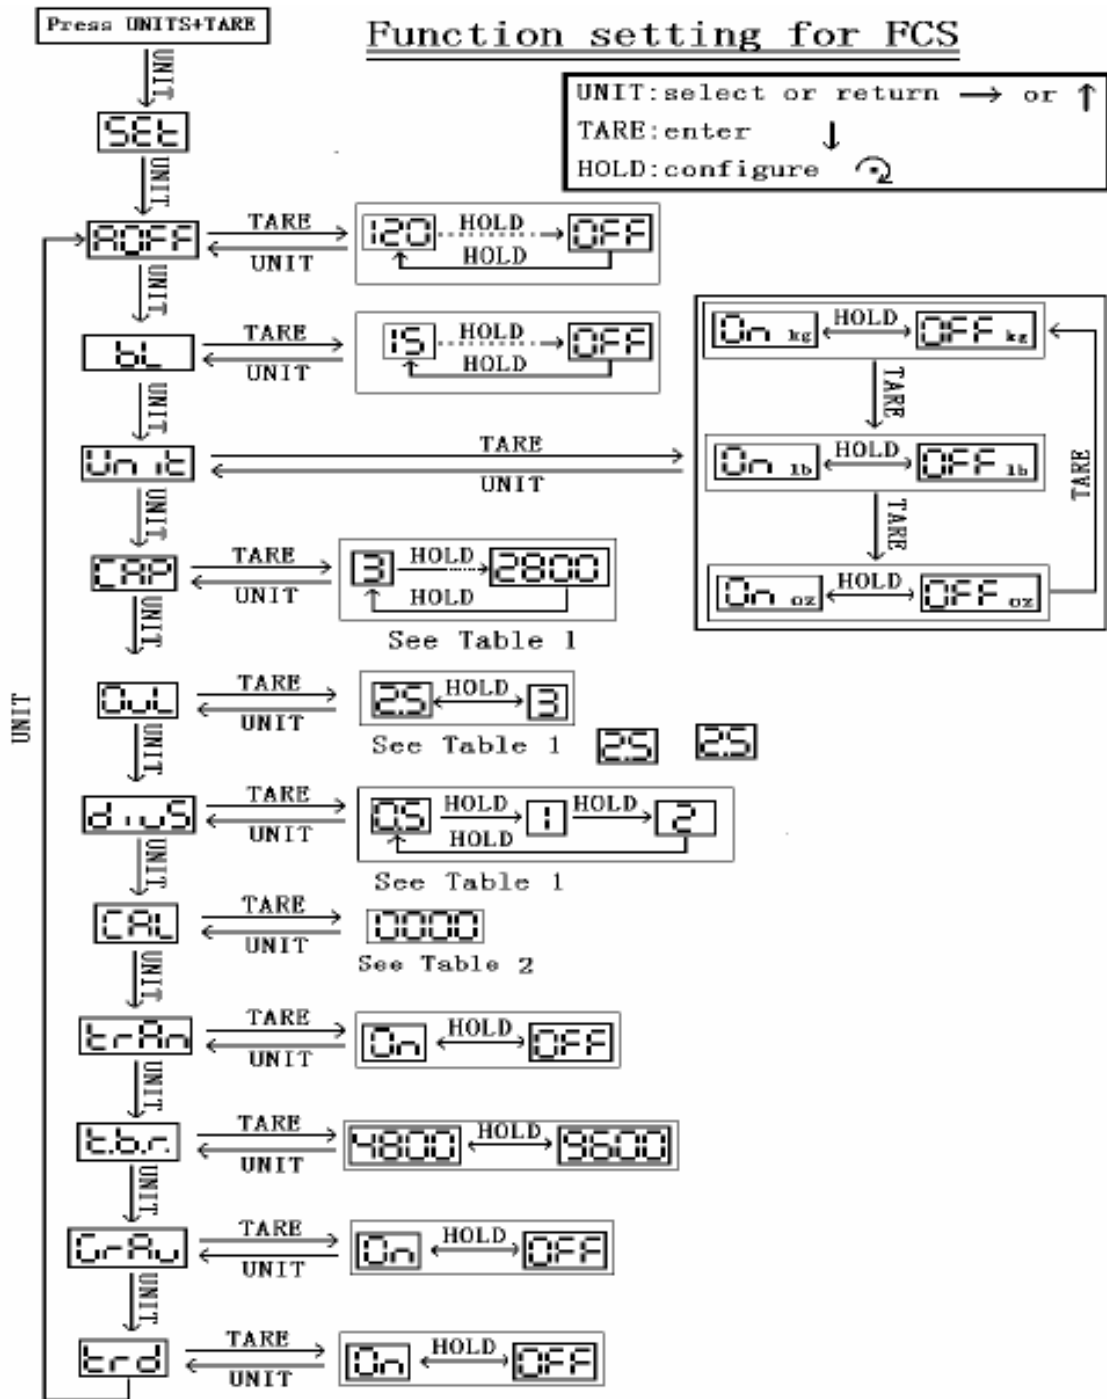 Press UNITS+TARE
Function setting for FCS
UNIT:select or return → or ↑
TARE:enter ↓
HOLD:configure
UNIT
SEt
UNIT
AOFF TARE UNIT 120 HOLD OFF HOLD
UNIT
bL TARE UNIT 15 HOLD OFF HOLD
On kg HOLD OFF kg
TARE
UNIT
Unit TARE UNIT On lb HOLD OFF lb
TARE
TARE
On oz HOLD OFF oz
UNIT
CAP TARE UNIT 3 HOLD 2800 HOLD
See Table 1
UNIT
OvL TARE UNIT 2.5 HOLD 3
See Table 1 2.5 2.5
UNIT
UNIT
divS TARE UNIT 0.5 HOLD 1 HOLD 2 HOLD
See Table 1
UNIT
CAL TARE UNIT 0000
See Table 2
UNIT
trAn TARE UNIT On HOLD OFF
UNIT
t.b.r. TARE UNIT 4800 HOLD 9600
UNIT
GrAv TARE UNIT On HOLD OFF
UNIT
trd TARE UNIT On HOLD OFF